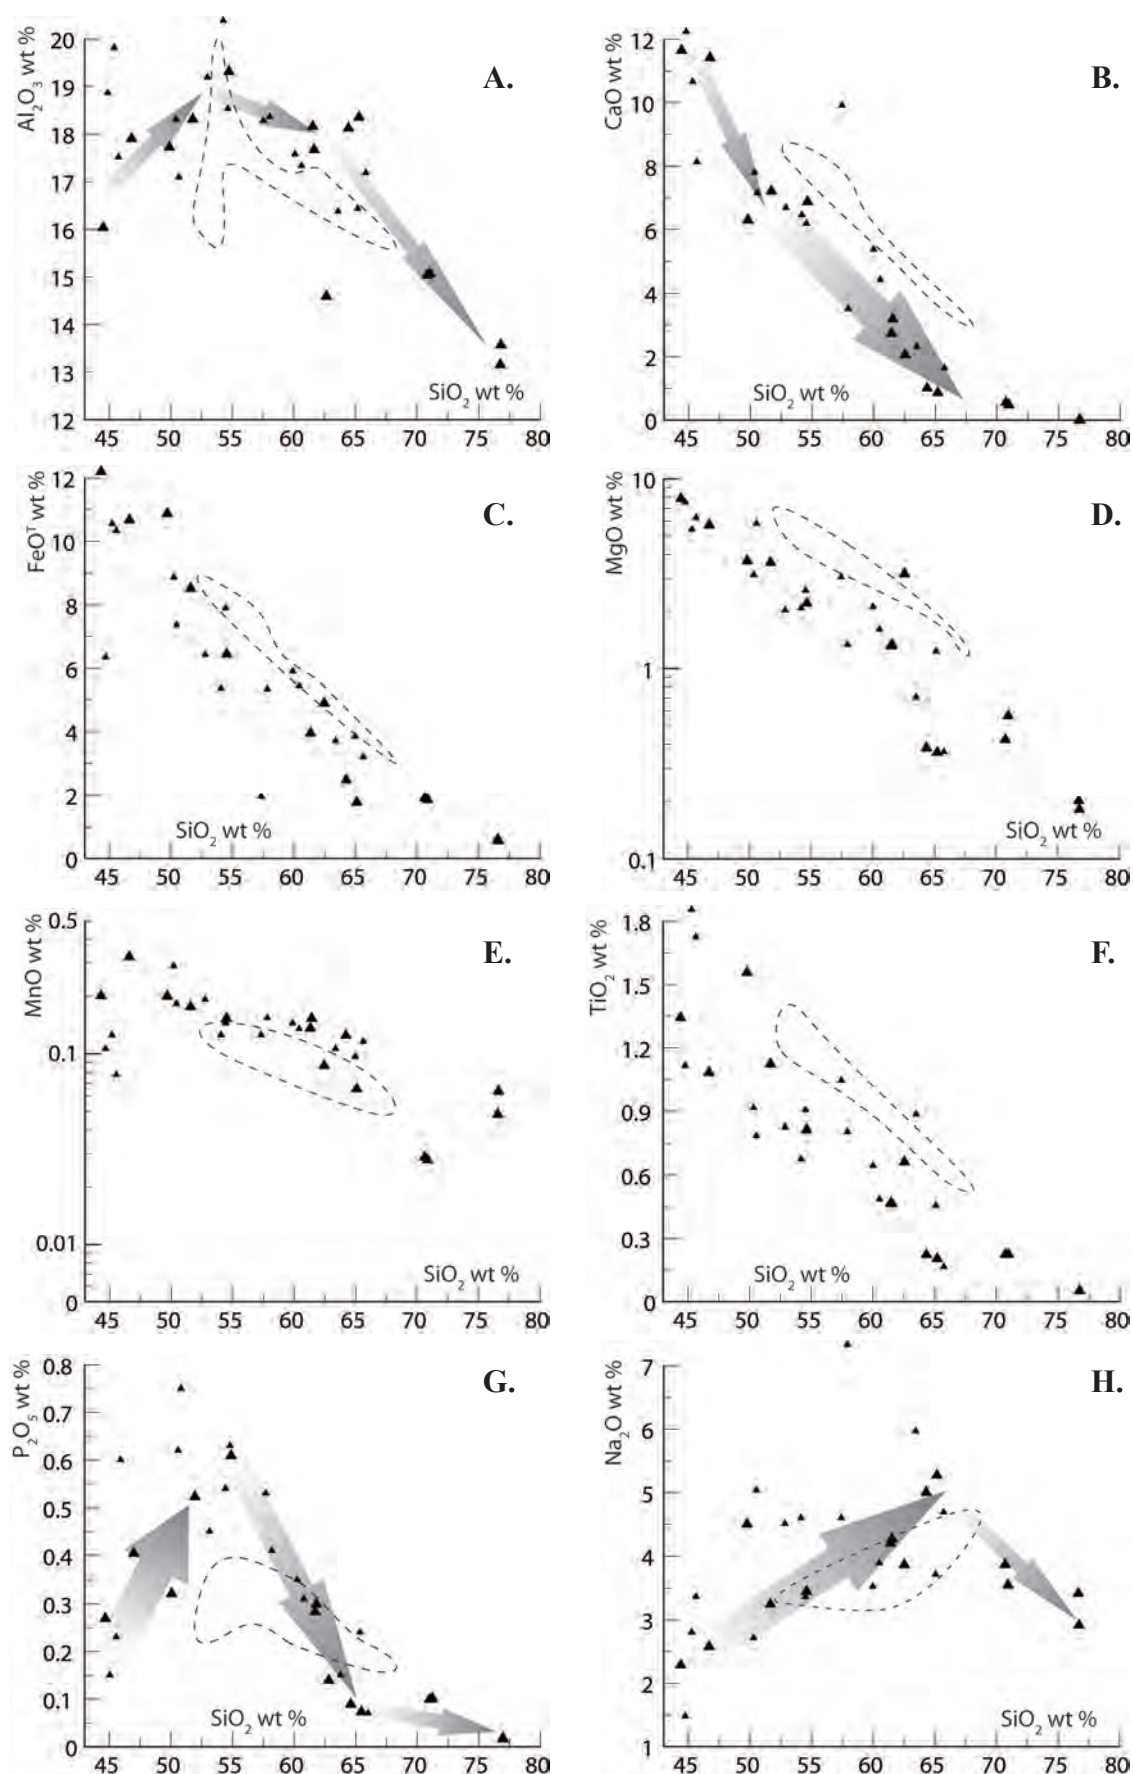 Al2O3 wt %
20
19
18
17
16
15
14
13
12
A.
SiO2 wt %
45 50 55 60 65 70 75 80
CaO wt %
12
10
8
6
4
2
0
B.
SiO2 wt %
45 50 55 60 65 70 75 80
FeOT wt %
12
10
8
6
4
2
0
C.
SiO2 wt %
45 50 55 60 65 70 75 80
MgO wt %
10
1
0.1
D.
SiO2 wt %
45 50 55 60 65 70 75 80
MnO wt %
0.5
0.1
0.01
0
E.
SiO2 wt %
45 50 55 60 65 70 75 80
TiO2 wt %
1.8
1.5
1.2
0.9
0.6
0.3
0
F.
SiO2 wt %
45 50 55 60 65 70 75 80
P2O5 wt %
0.8
0.7
0.6
0.5
0.4
0.3
0.2
0.1
0
G.
SiO2 wt %
45 50 55 60 65 70 75 80
Na2O wt %
7
6
5
4
3
2
1
H.
SiO2 wt %
45 50 55 60 65 70 75 80